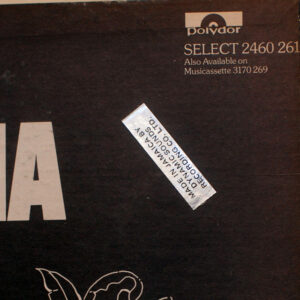 polydor
SELECT 2460 261
Also Available on
Musicassette 3170 269
MADE IN JAMAICA BY
DYNAMIC SOUNDS
RECORDING CO. LTD.
IA